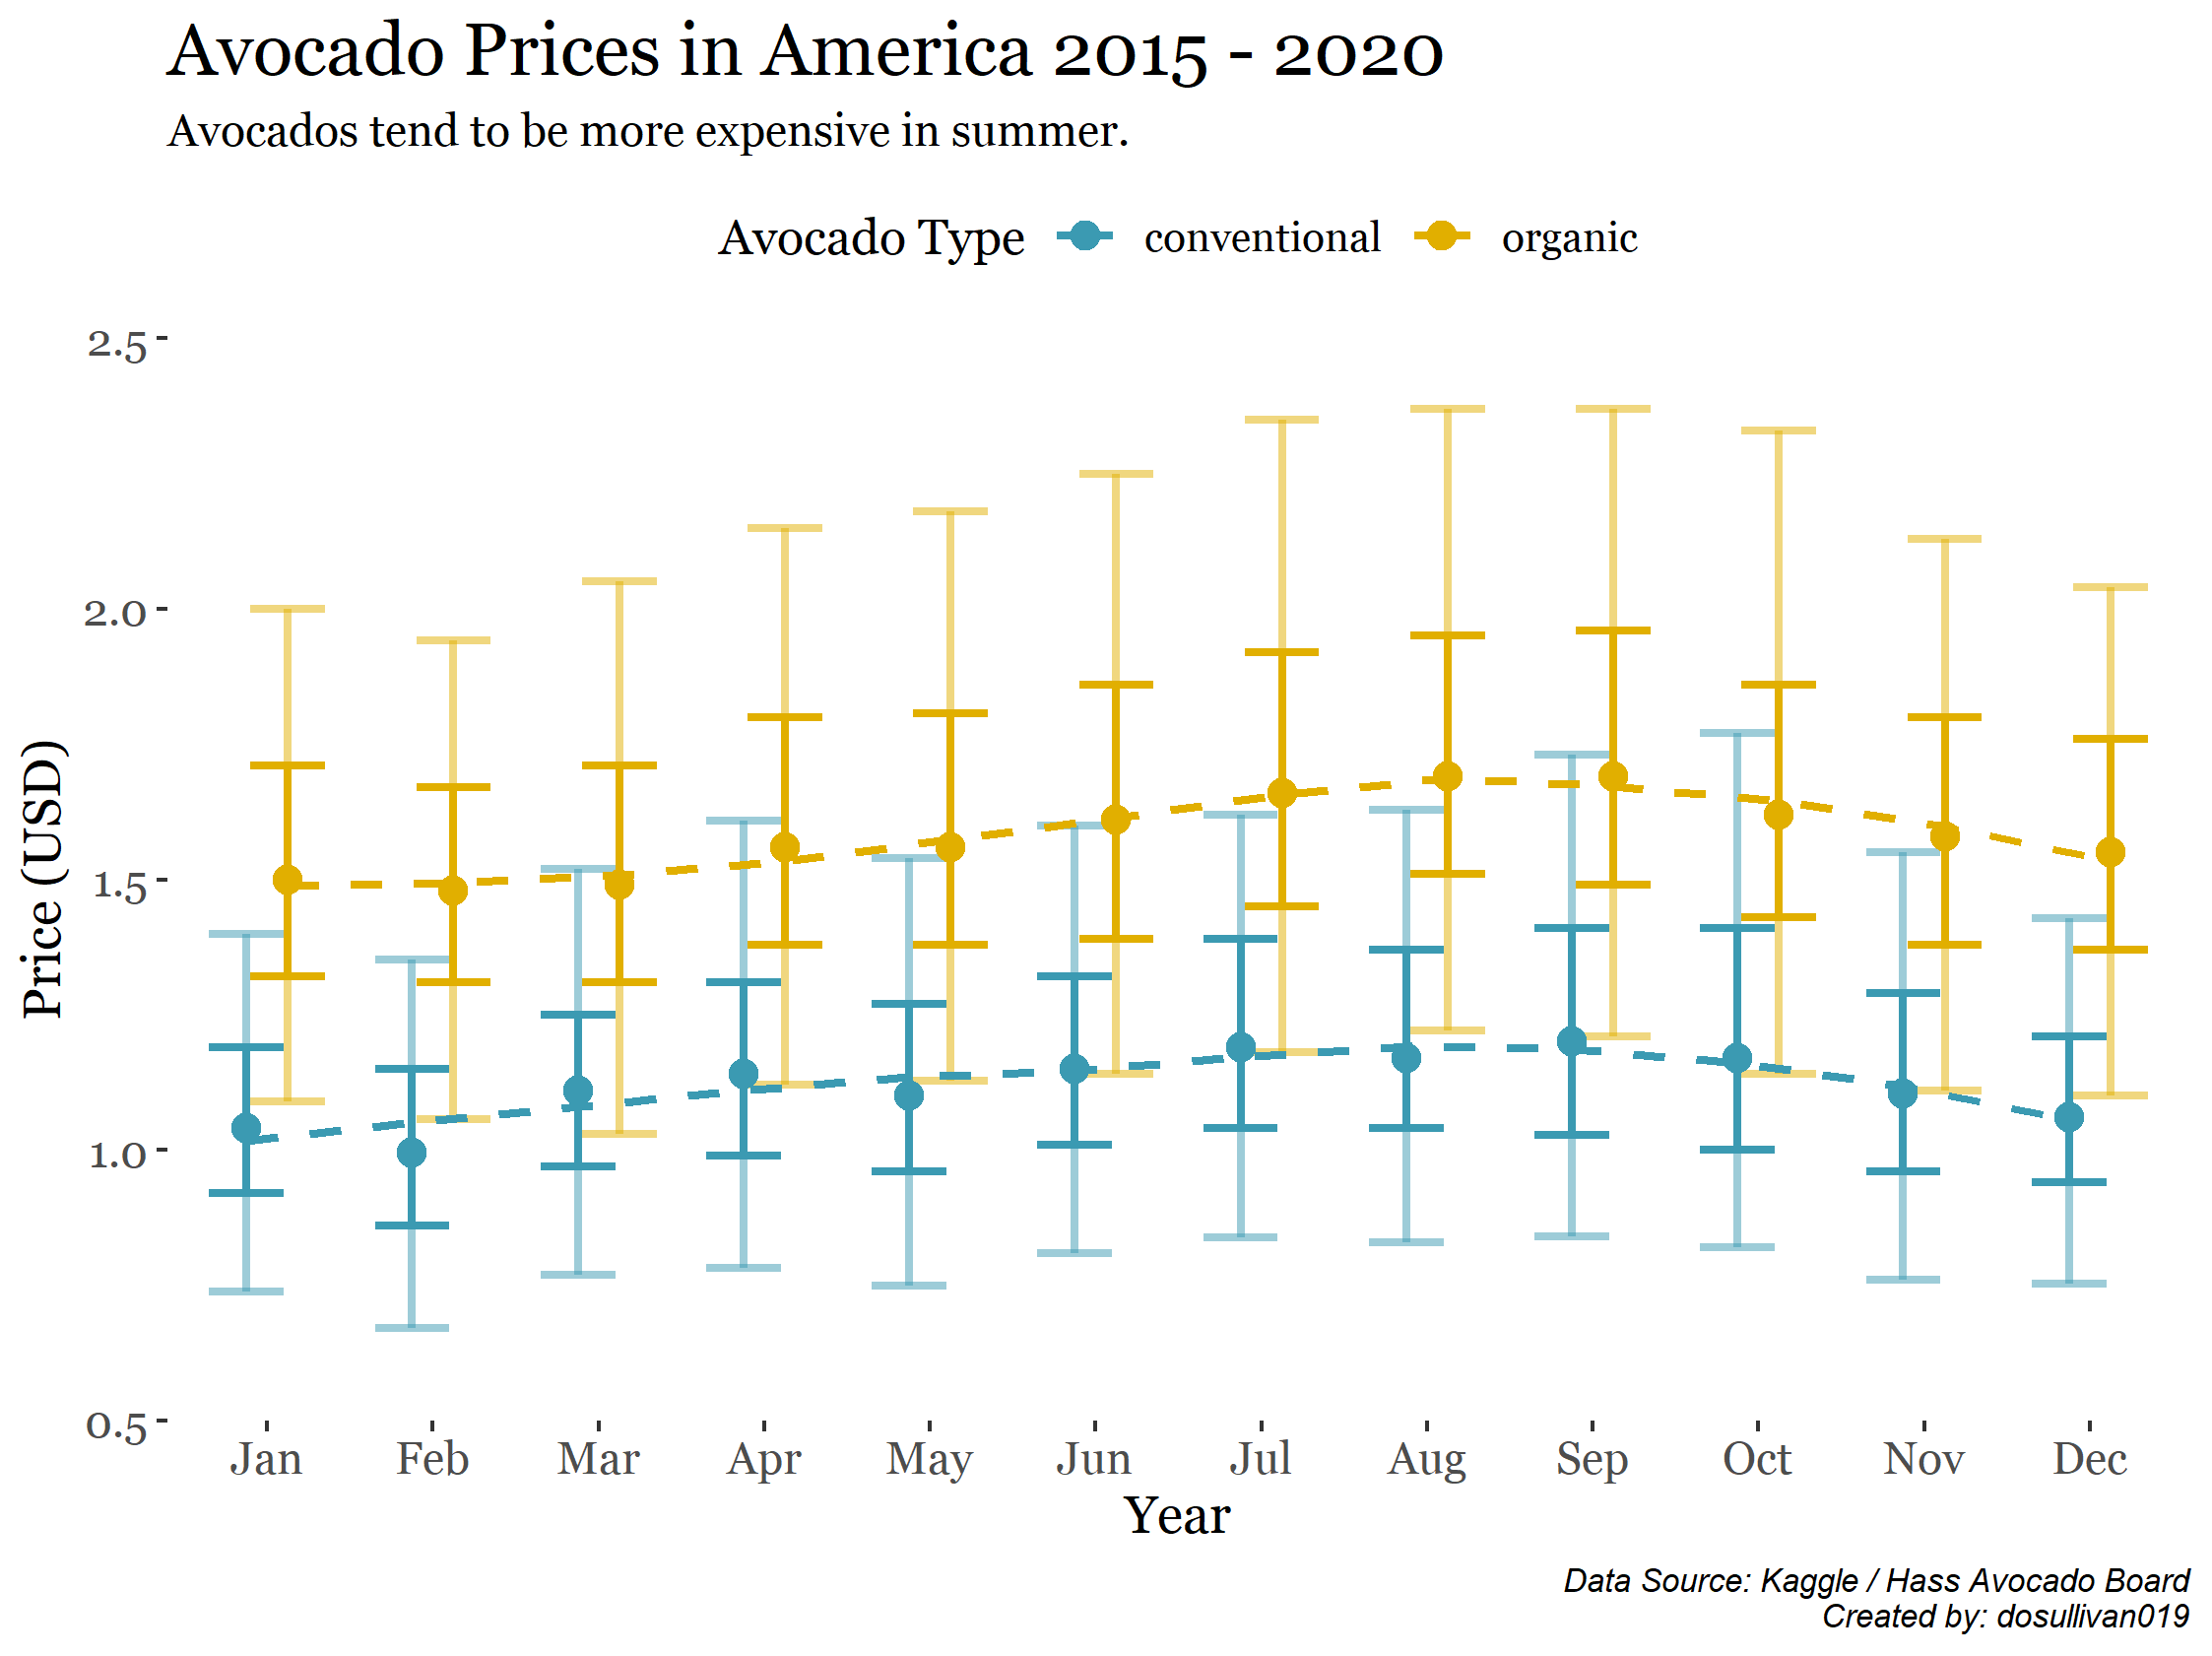 Avocado Prices in America 2015 - 2020
Avocados tend to be more expensive in summer.
Avocado Type conventional organic
2.5
2.0
1.5
1.0
0.5
Price (USD)
Jan Feb Mar Apr May Jun Jul Aug Sep Oct Nov Dec
Year
Data Source: Kaggle / Hass Avocado Board
Created by: dosullivan019